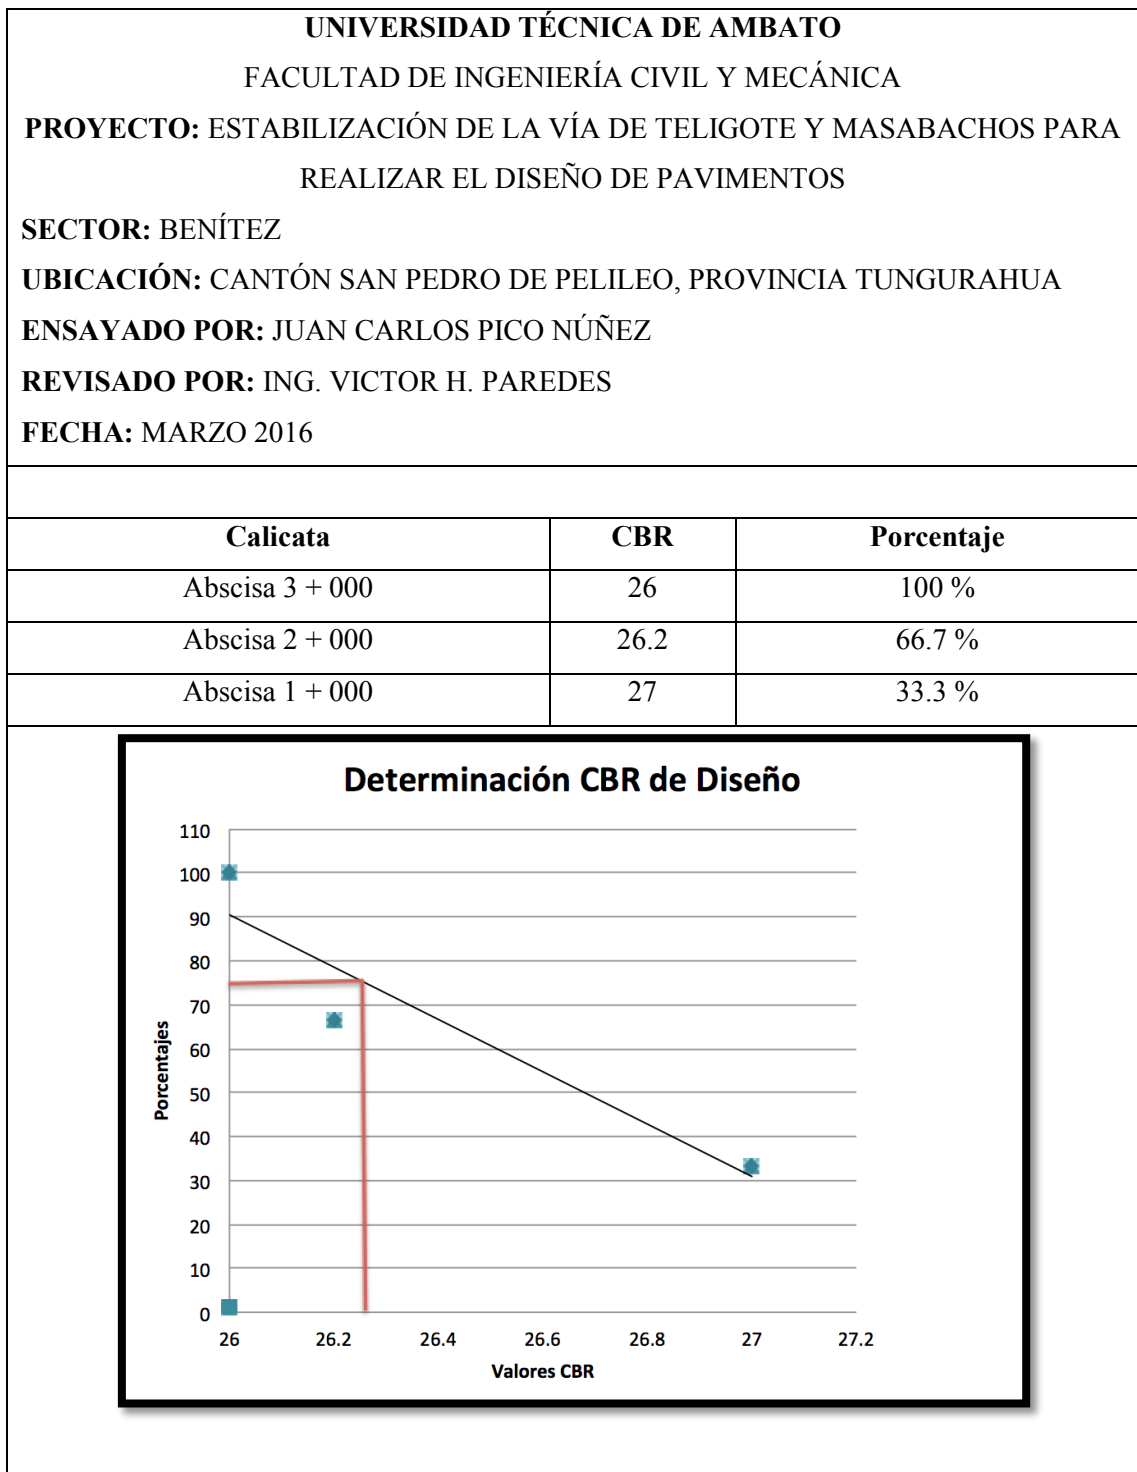 UNIVERSIDAD TÉCNICA DE AMBATO
FACULTAD DE INGENIERÍA CIVIL Y MECÁNICA
PROYECTO: ESTABILIZACIÓN DE LA VÍA DE TELIGOTE Y MASABACHOS PARA
REALIZAR EL DISEÑO DE PAVIMENTOS
SECTOR: BENÍTEZ
UBICACIÓN: CANTÓN SAN PEDRO DE PELILEO, PROVINCIA TUNGURAHUA
ENSAYADO POR: JUAN CARLOS PICO NÚÑEZ
REVISADO POR: ING. VICTOR H. PAREDES
FECHA: MARZO 2016
Calicata CBR Porcentaje
Abscisa 3 + 000 26 100 %
Abscisa 2 + 000 26.2 66.7 %
Abscisa 1 + 000 27 33.3 %
Determinación CBR de Diseño
110
100
90
80
70
60
50
40
30
20
10
0
Porcentajes
26 26.2 26.4 26.6 26.8 27 27.2
Valores CBR